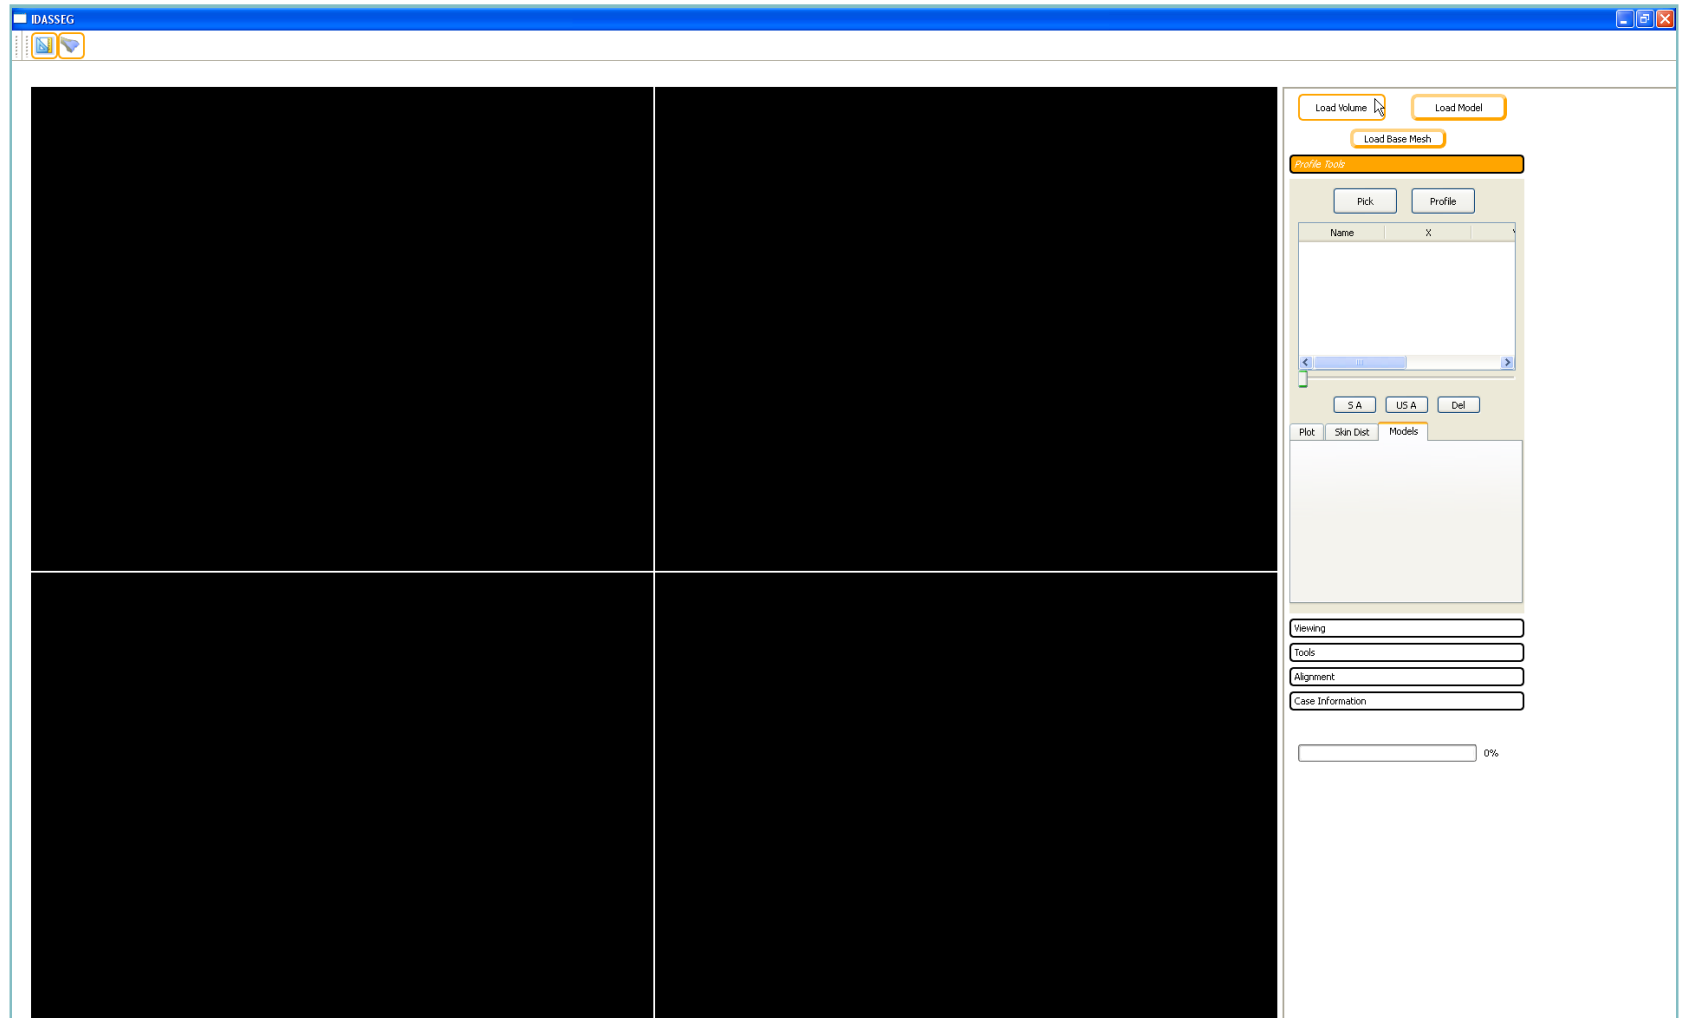 IDASSEG
Load Volume Load Model
Load Base Mesh
Profile Tools
Pick Profile
Name X
S A US A Del
Plot Skin Dist Models
Viewing
Tools
Alignment
Case Information
0%